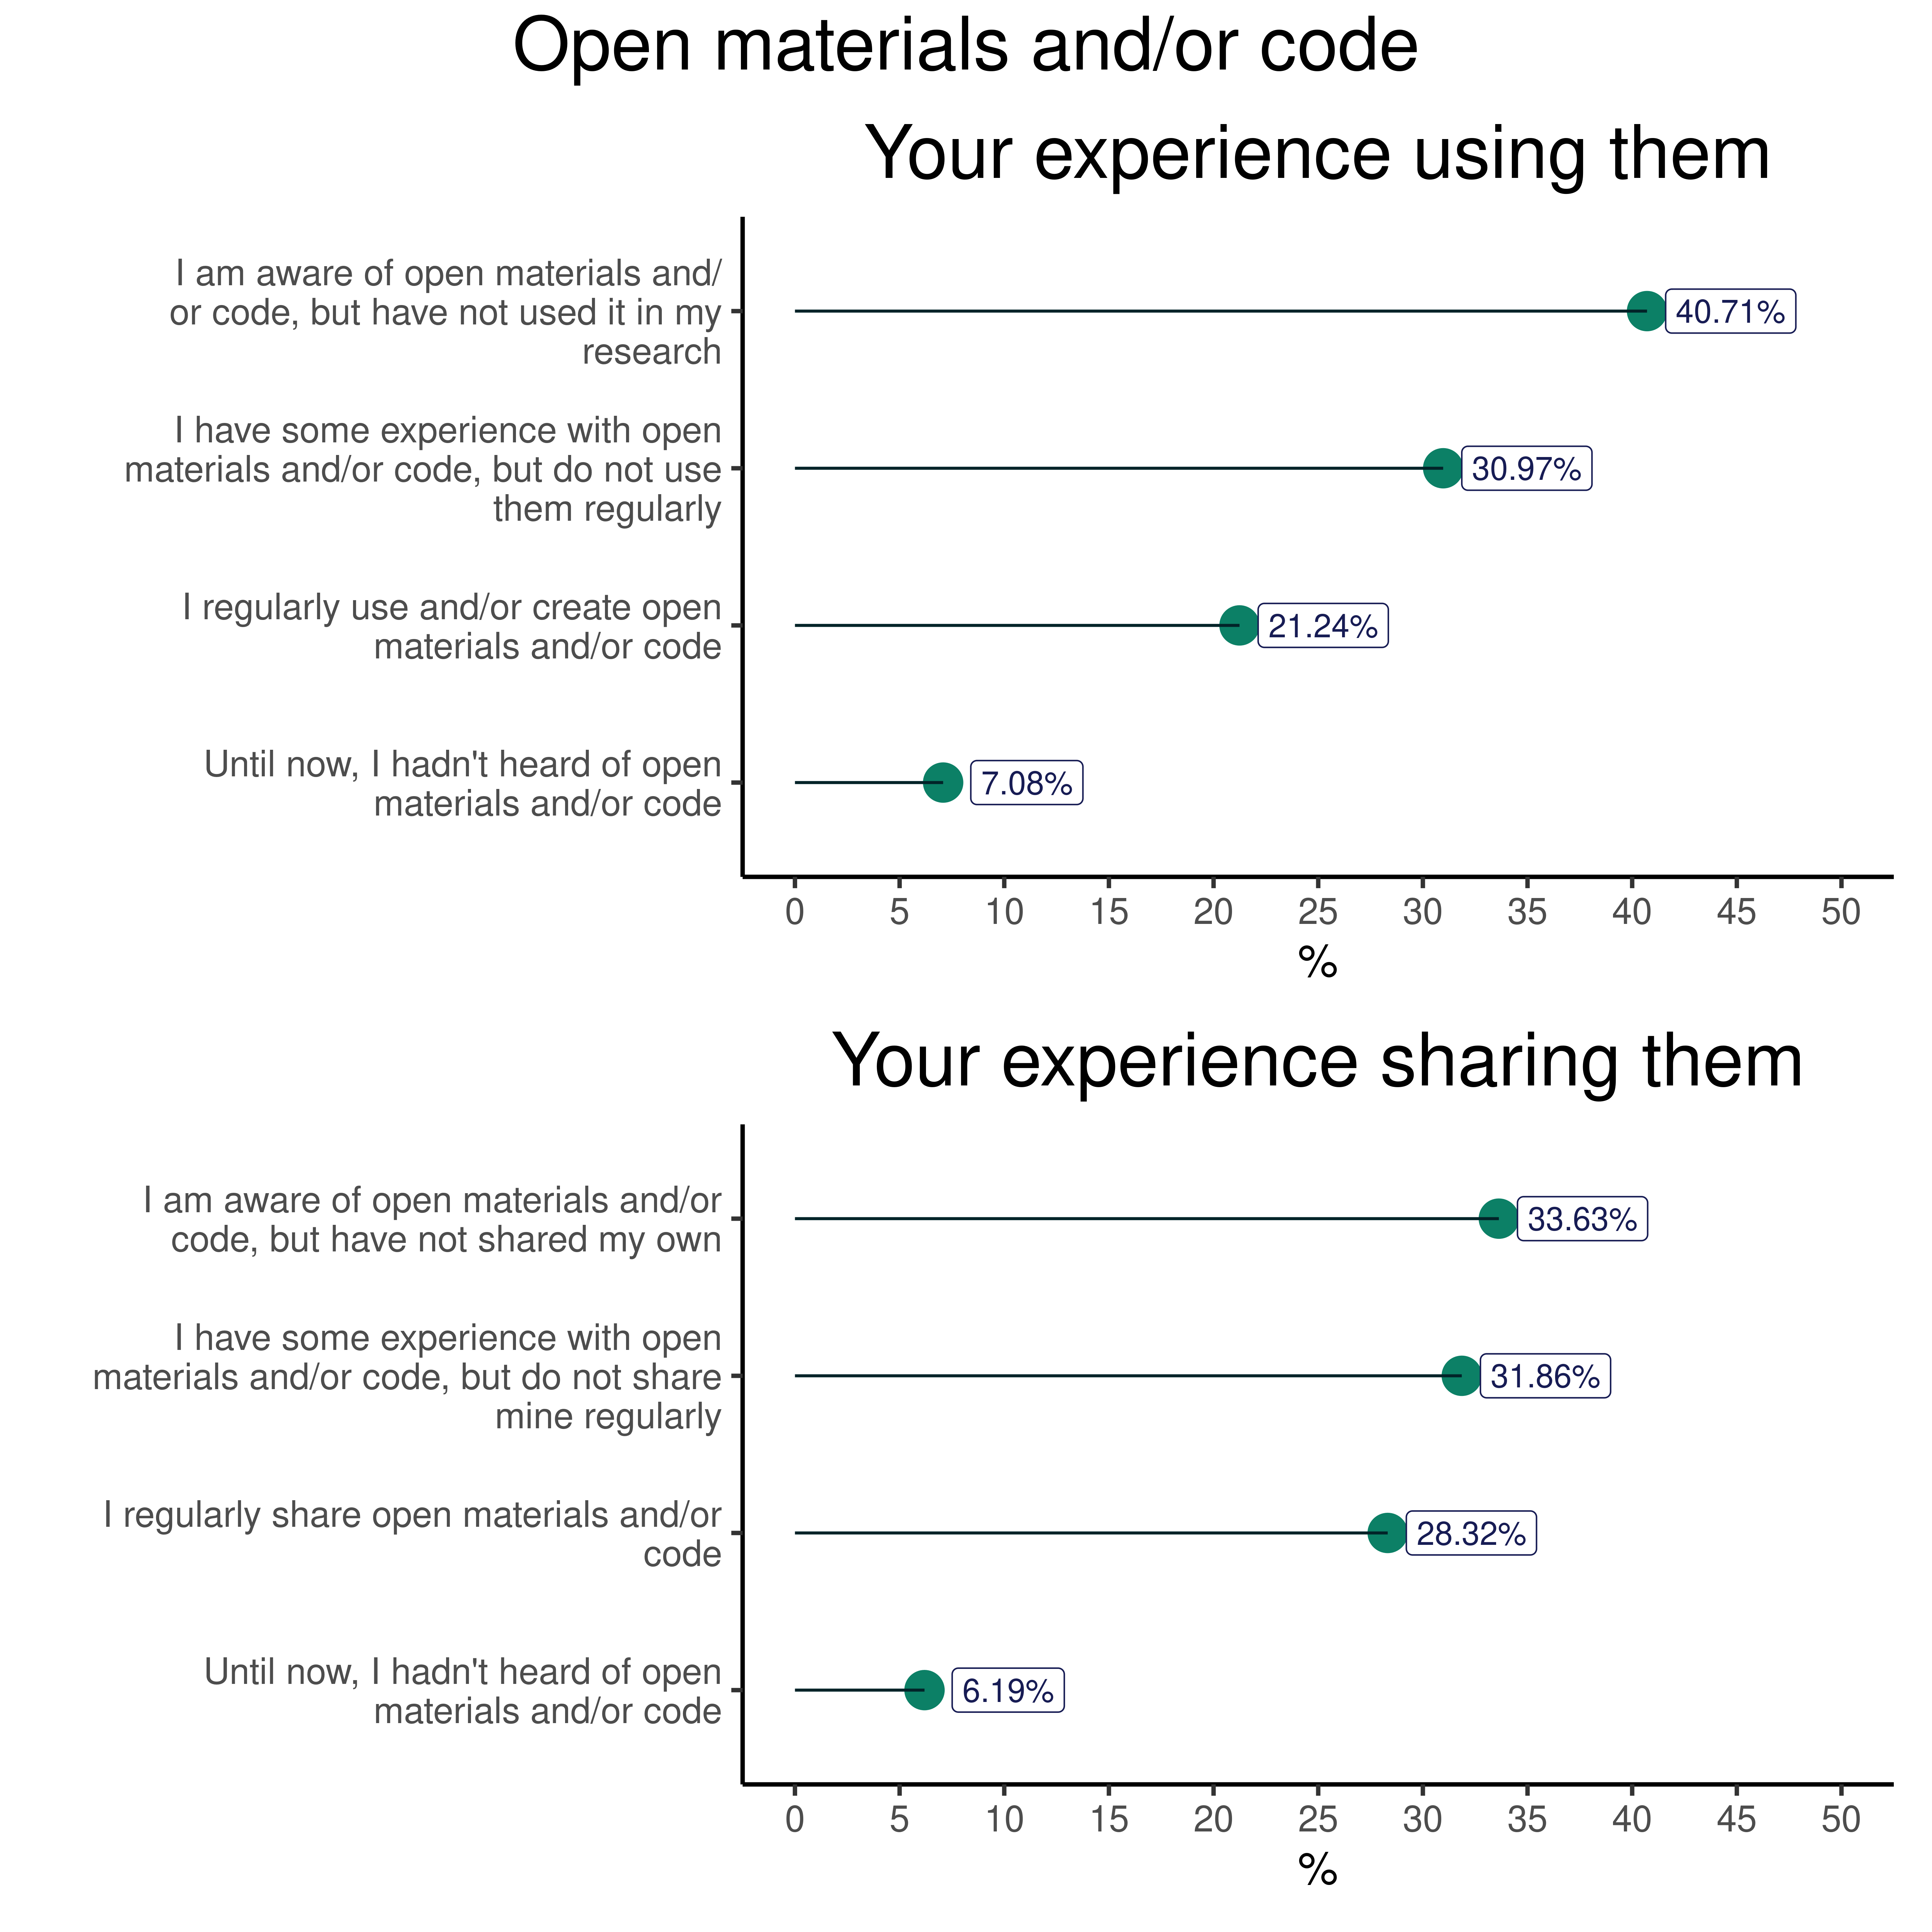 Open materials and/or code
Your experience using them
I am aware of open materials and/
or code, but have not used it in my
research
40.71%
I have some experience with open
materials and/or code, but do not use
them regularly
30.97%
I regularly use and/or create open
materials and/or code
21.24%
Until now, I hadn't heard of open
materials and/or code
7.08%
0 5 10 15 20 25 30 35 40 45 50
%
Your experience sharing them
I am aware of open materials and/or
code, but have not shared my own
33.63%
I have some experience with open
materials and/or code, but do not share
mine regularly
31.86%
I regularly share open materials and/or
code
28.32%
Until now, I hadn't heard of open
materials and/or code
6.19%
0 5 10 15 20 25 30 35 40 45 50
%